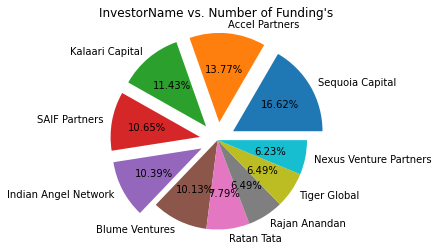 InvestorName vs. Number of Funding's
Accel Partners
Kalaari Capital
13.77%
Sequoia Capital
11.43%
16.62%
SAIF Partners
10.65%
6.23%
Nexus Venture Partners
10.39%
6.49%
Indian Angel Network
10.13%
7.79%
6.49%
Tiger Global
Blume Ventures
Rajan Anandan
Ratan Tata